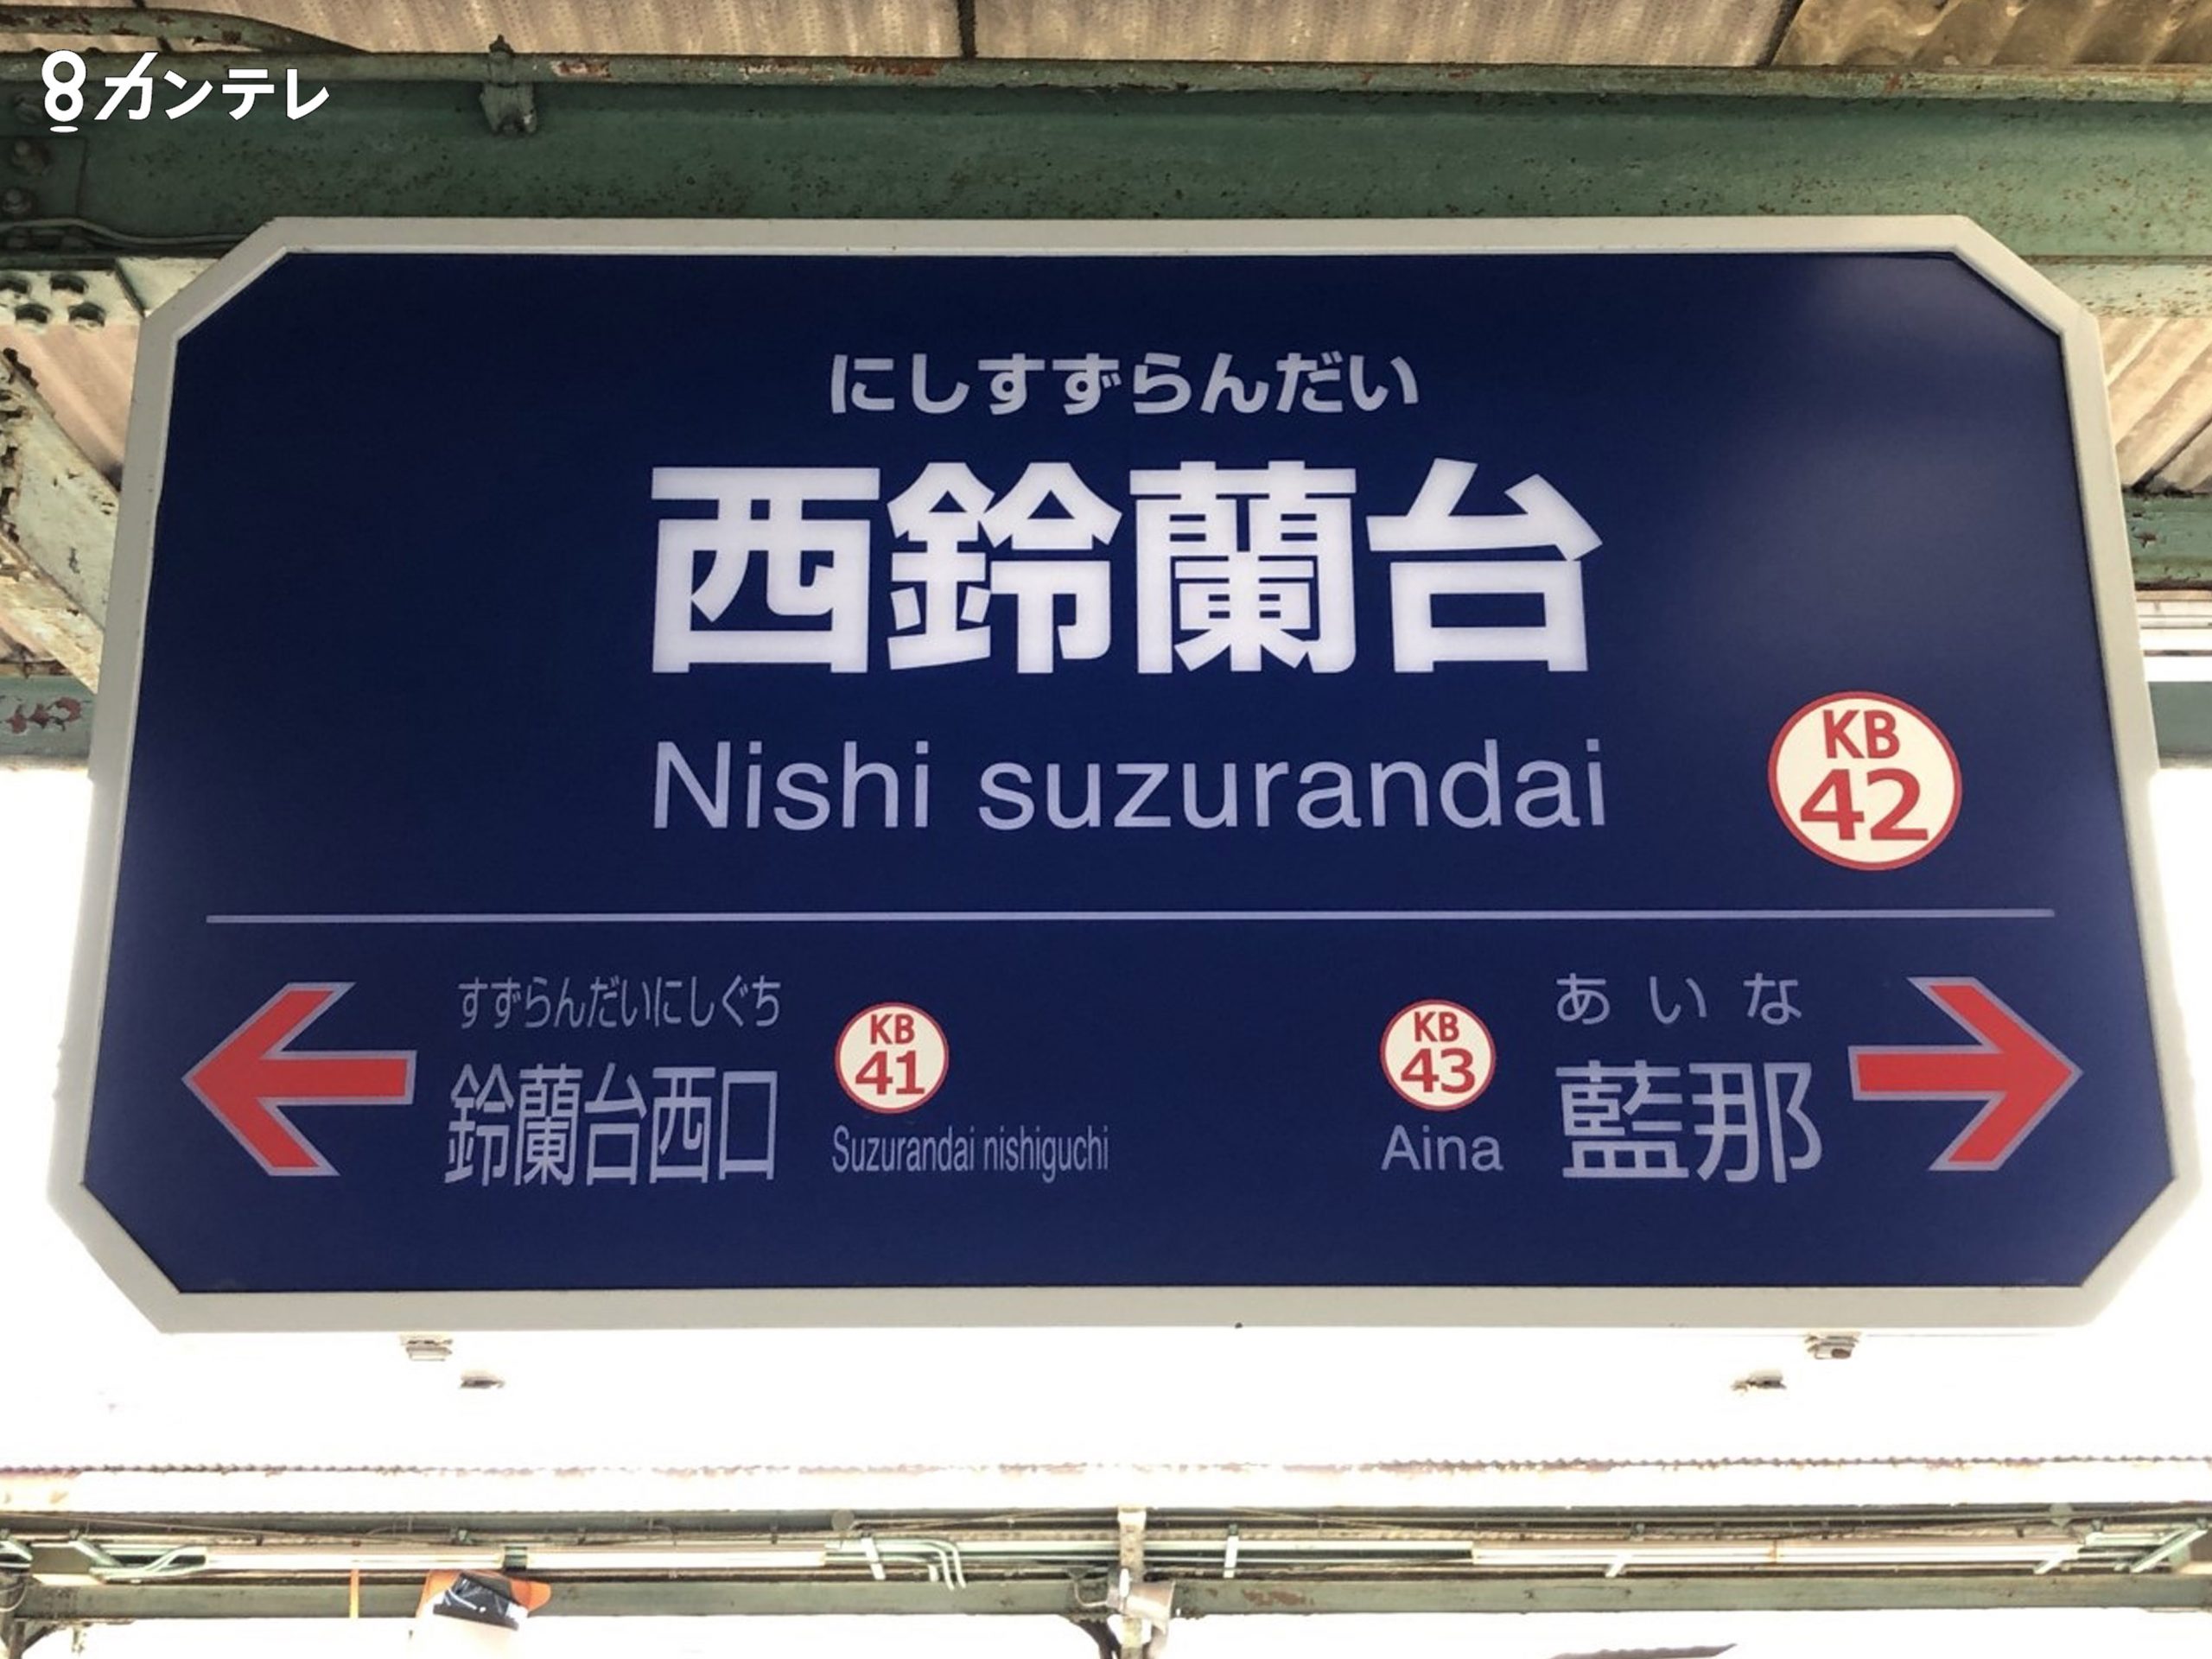 8カンテレ
にしすずらんだい
西鈴蘭台
Nishi suzurandai
KB
42
すずらんだいにしぐち
鈴蘭台西口
KB
41
Suzurandai nishiguchi
KB
43
Aina
あいな
藍那